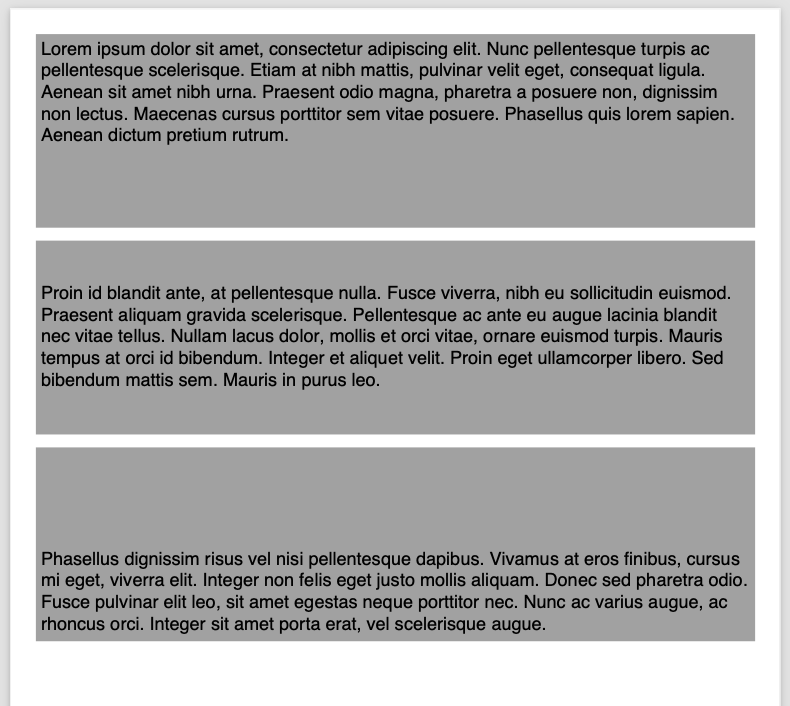 Lorem ipsum dolor sit amet, consectetur adipiscing elit. Nunc pellentesque turpis ac
pellentesque scelerisque. Etiam at nibh mattis, pulvinar velit eget, consequat ligula.
Aenean sit amet nibh urna. Praesent odio magna, pharetra a posuere non, dignissim
non lectus. Maecenas cursus porttitor sem vitae posuere. Phasellus quis lorem sapien.
Aenean dictum pretium rutrum.
Proin id blandit ante, at pellentesque nulla. Fusce viverra, nibh eu sollicitudin euismod.
Praesent aliquam gravida scelerisque. Pellentesque ac ante eu augue lacinia blandit
nec vitae tellus. Nullam lacus dolor, mollis et orci vitae, ornare euismod turpis. Mauris
tempus at orci id bibendum. Integer et aliquet velit. Proin eget ullamcorper libero. Sed
bibendum mattis sem. Mauris in purus leo.
Phasellus dignissim risus vel nisi pellentesque dapibus. Vivamus at eros finibus, cursus
mi eget, viverra elit. Integer non felis eget justo mollis aliquam. Donec sed pharetra odio.
Fusce pulvinar elit leo, sit amet egestas neque porttitor nec. Nunc ac varius augue, ac
rhoncus orci. Integer sit amet porta erat, vel scelerisque augue.